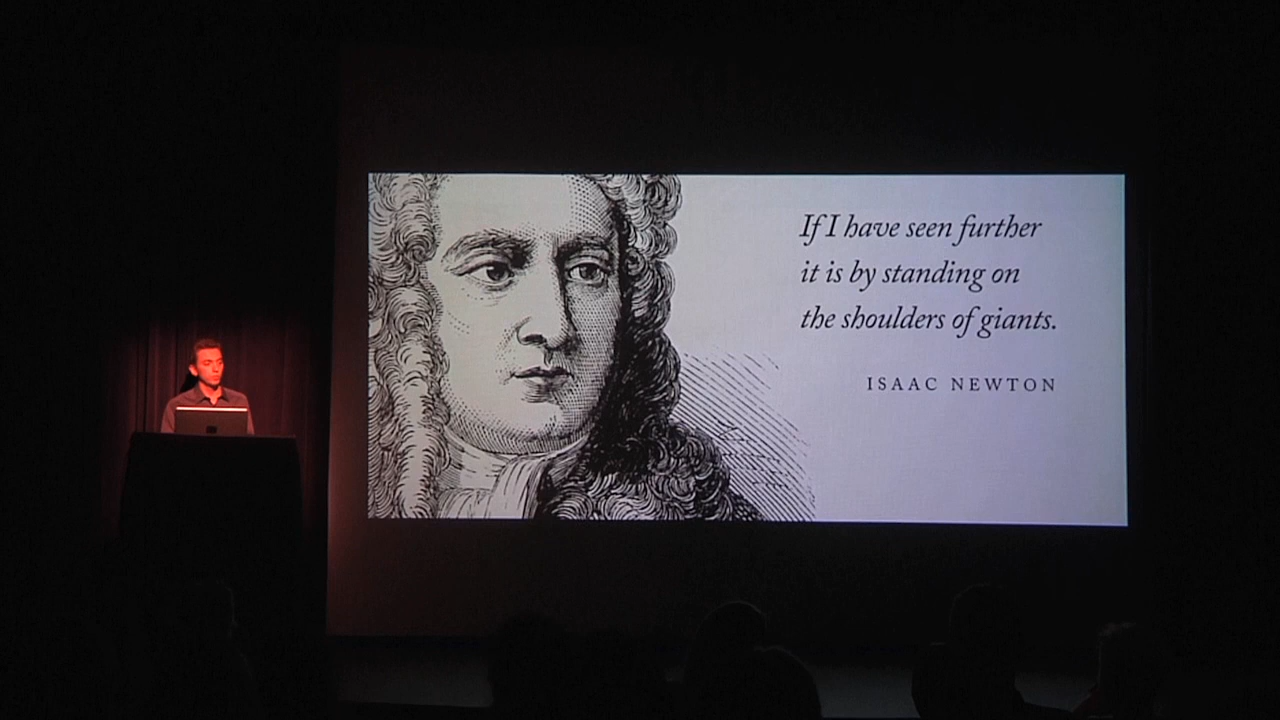 If I have seen further
it is by standing on
the shoulders of giants.
ISAAC NEWTON